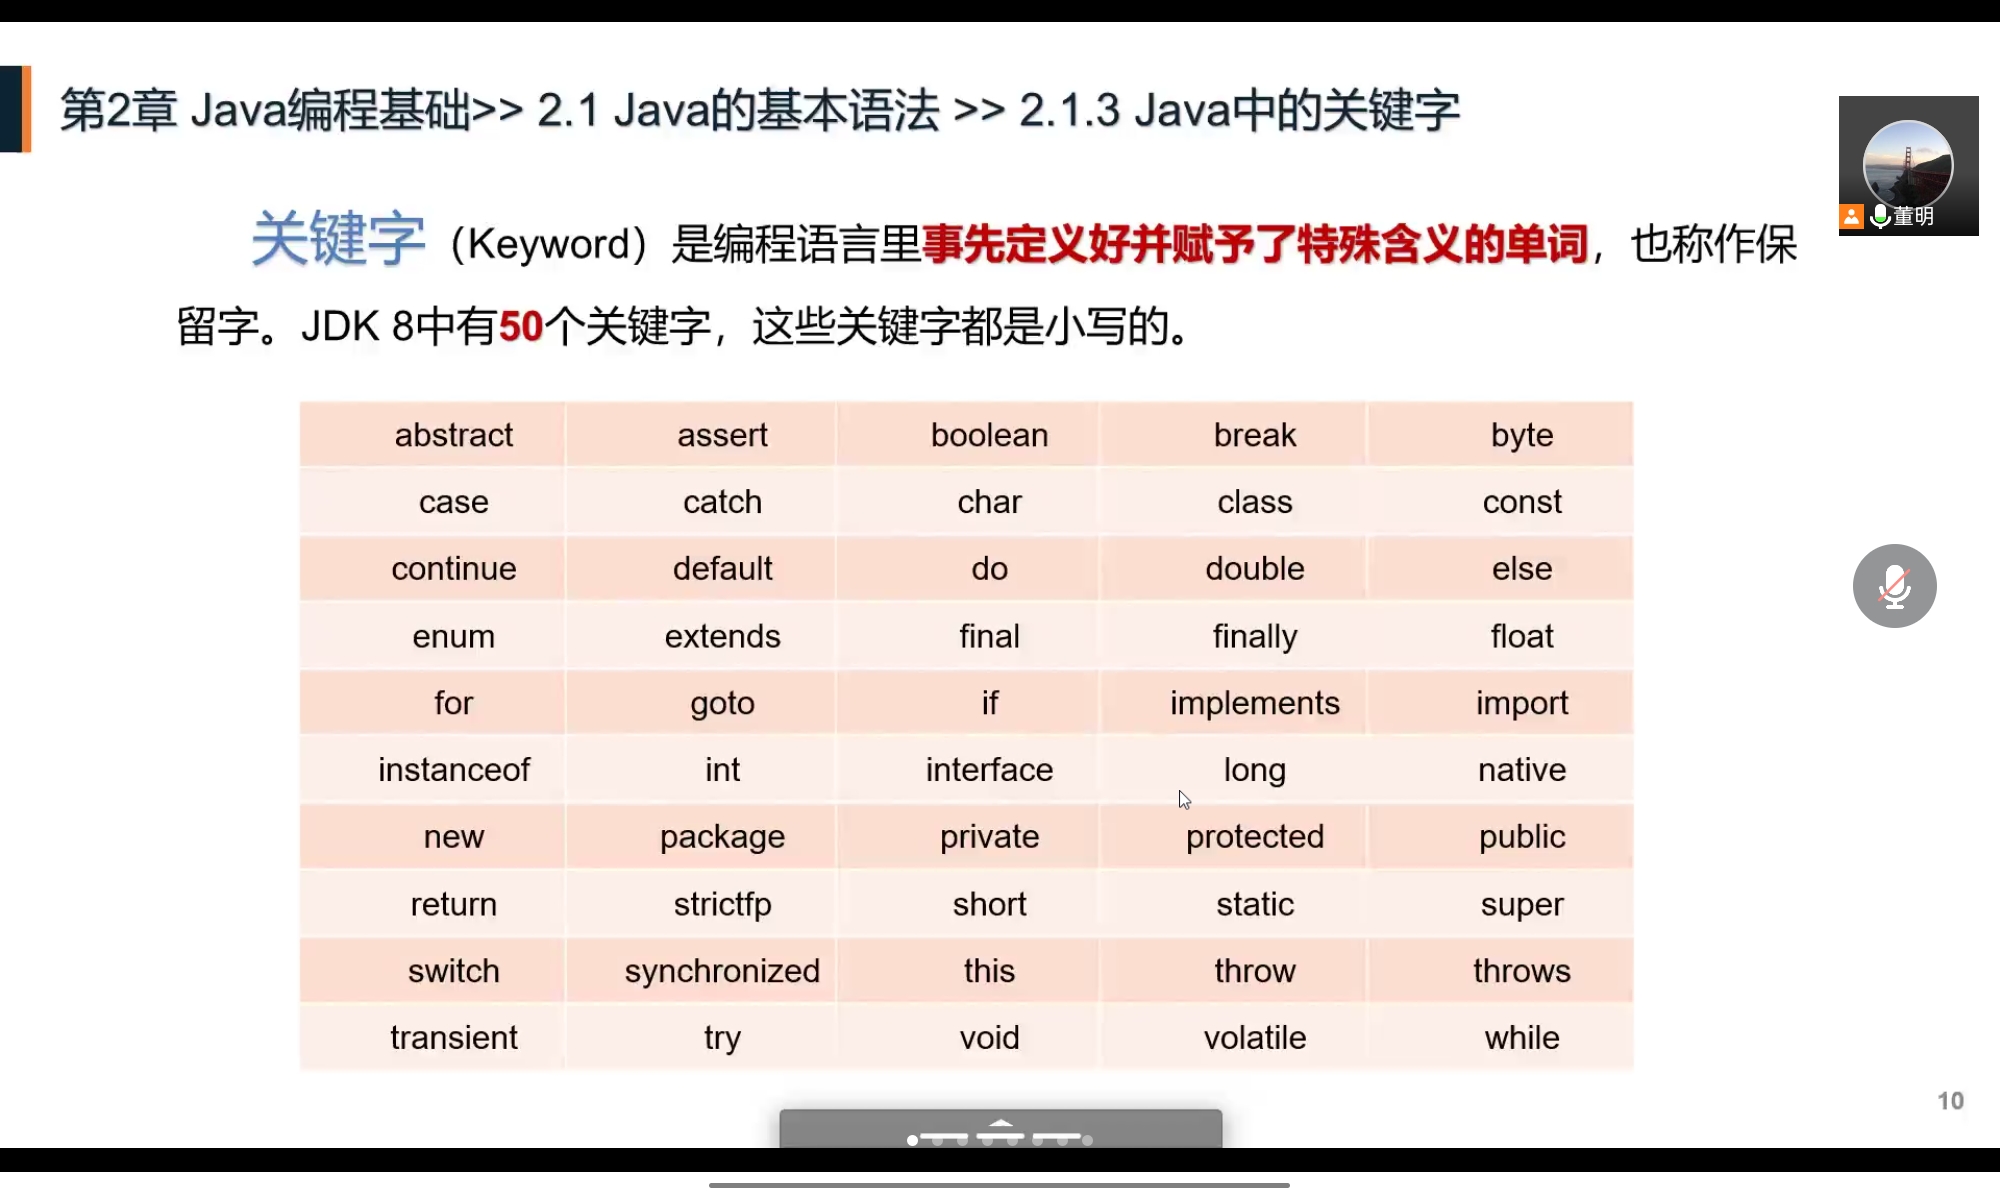 第2章 Java编程基础>> 2.1 Java的基本语法 >> 2.1.3 Java中的关键字
董明
关键字（Keyword）是编程语言里事先定义好并赋予了特殊含义的单词，也称作保
留字。JDK 8中有50个关键字，这些关键字都是小写的。
abstract assert boolean break byte
case catch char class const
continue default do double else
enum extends final finally float
for goto if implements import
instanceof int interface long native
new package private protected public
return strictfp short static super
switch synchronized this throw throws
transient try void volatile while
10